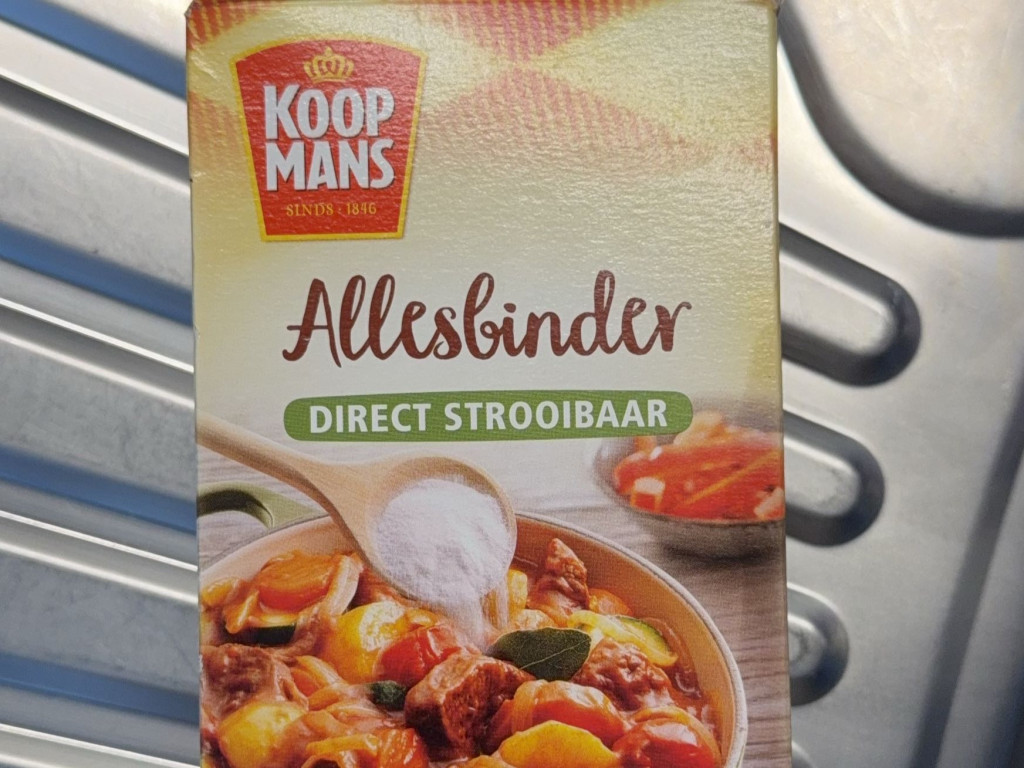 KOOP
MANS
SINDS : 1846
Allesbinder
DIRECT STROOIBAAR